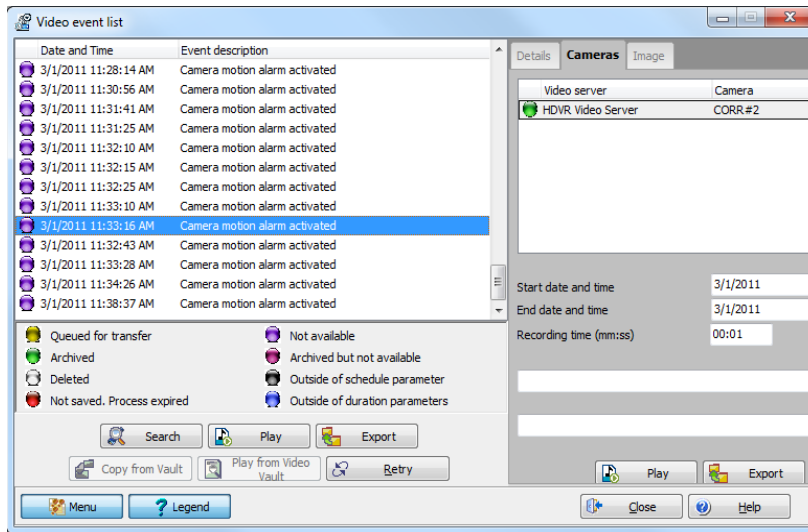 Video event list
Date and Time Event description
3/1/2011 11:28:14 AM Camera motion alarm activated
3/1/2011 11:30:56 AM Camera motion alarm activated
3/1/2011 11:31:41 AM Camera motion alarm activated
3/1/2011 11:31:25 AM Camera motion alarm activated
3/1/2011 11:32:10 AM Camera motion alarm activated
3/1/2011 11:32:15 AM Camera motion alarm activated
3/1/2011 11:32:25 AM Camera motion alarm activated
3/1/2011 11:33:10 AM Camera motion alarm activated
3/1/2011 11:33:16 AM Camera motion alarm activated
3/1/2011 11:32:43 AM Camera motion alarm activated
3/1/2011 11:33:28 AM Camera motion alarm activated
3/1/2011 11:34:26 AM Camera motion alarm activated
3/1/2011 11:38:37 AM Camera motion alarm activated
Queued for transfer Not available
Archived Archived but not available
Deleted Outside of schedule parameter
Not saved. Process expired Outside of duration parameters
Search Play Export
Copy from Vault Play from Video Vault Retry
Menu ? Legend
Details Cameras Image
Video server Camera
HDVR Video Server CORR#2
Start date and time 3/1/2011
End date and time 3/1/2011
Recording time (mm:ss) 00:01
Play Export
Close ? Help